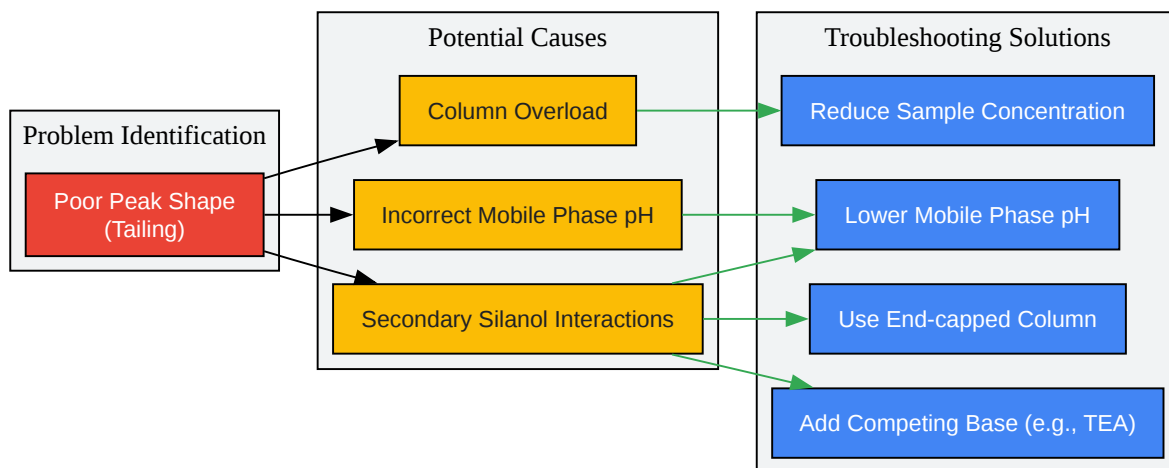 Problem Identification
Poor Peak Shape
(Tailing)
Potential Causes
Column Overload
Incorrect Mobile Phase pH
Secondary Silanol Interactions
Troubleshooting Solutions
Reduce Sample Concentration
Lower Mobile Phase pH
Use End-capped Column
Add Competing Base (e.g., TEA)